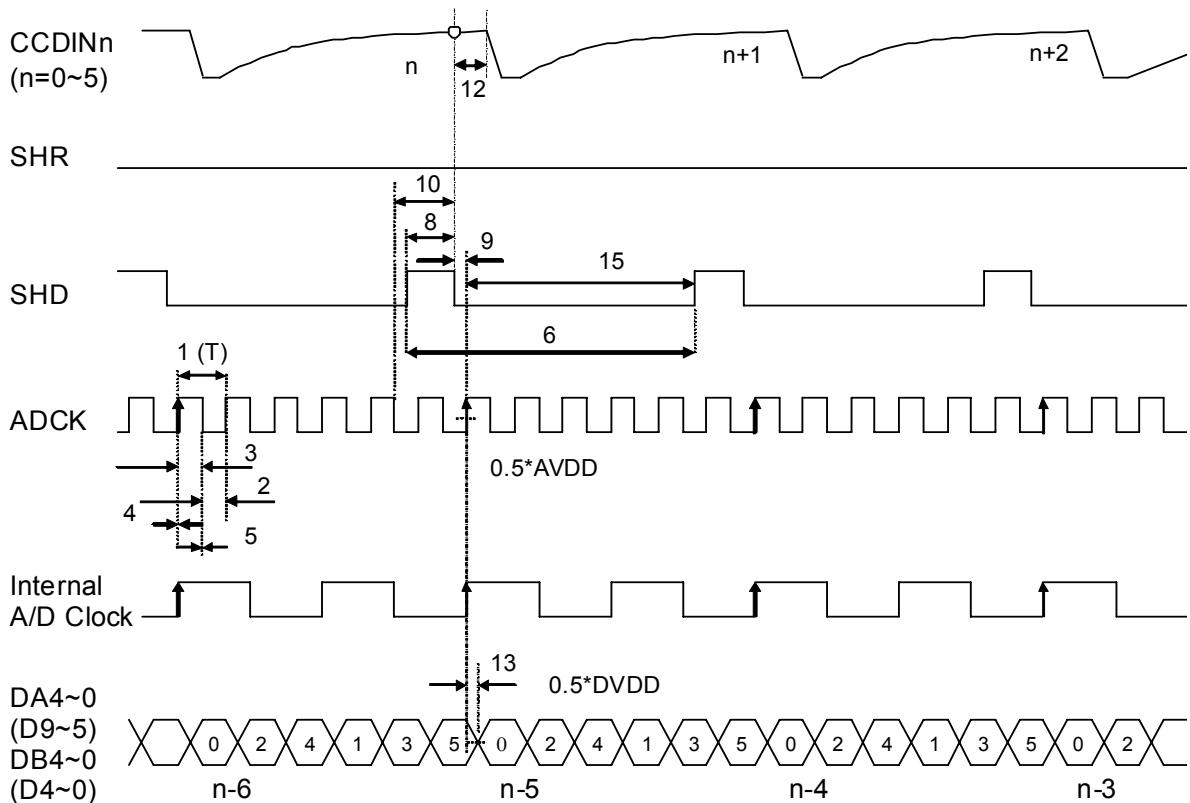 CCDINn
(n=0~5)
n
n+1
n+2
12
SHR
10
8
9
15
SHD
6
1 (T)
ADCK
3
0.5*AVDD
2
4
5
Internal
A/D Clock
13
0.5*DVDD
DA4~0
(D9~5)
DB4~0
(D4~0)
0 2 4 1 3 5 0 2 4 1 3 5 0 2 4 1 3 5 0 2
n-6
n-5
n-4
n-3